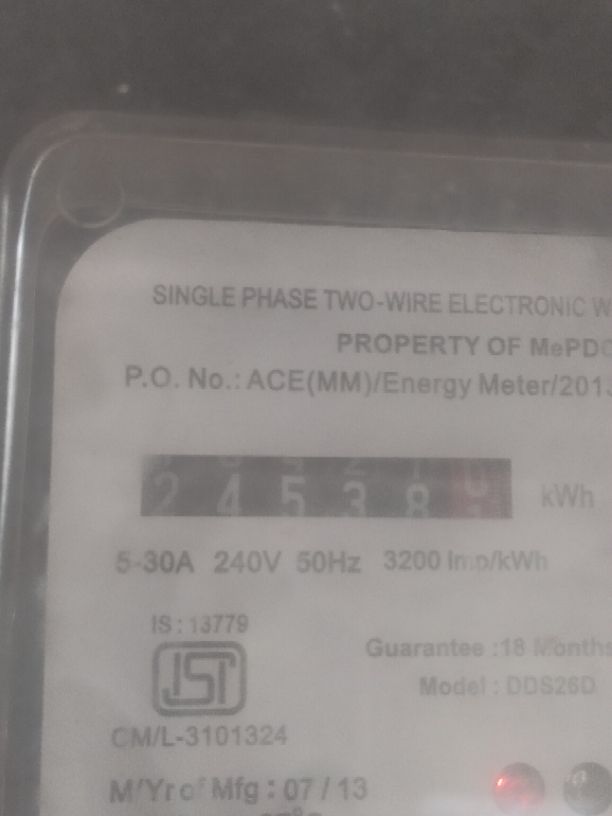 SINGLE PHASE TWO-WIRE ELECTRONIC W
PROPERTY OF MePDC
P.O. No.: ACE(MM)/Energy Meter/201
2 4 5 3 8
kWh
5-30A 240V 50Hz 3200 Imp/kWh
IS : 13779
Guarantee :18 Months
ISI
Model : DDS26D
CM/L-3101324
M/Yr of Mfg : 07 / 13